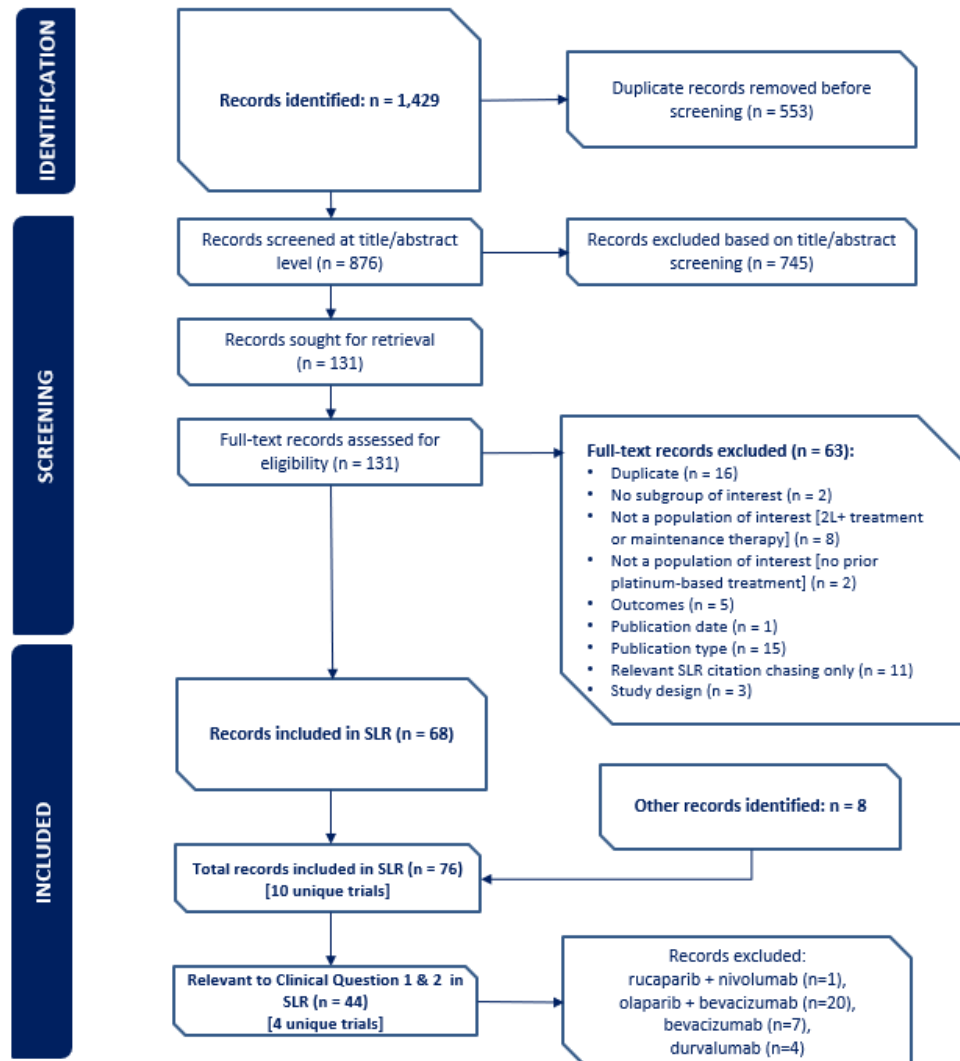 IDENTIFICATION
Records identified: n = 1,429
Duplicate records removed before
screening (n = 553)
SCREENING
Records screened at title/abstract
level (n = 876)
Records excluded based on title/abstract
screening (n = 745)
Records sought for retrieval
(n = 131)
Full-text records assessed for
eligibility (n = 131)
Full-text records excluded (n = 63):
• Duplicate (n = 16)
• No subgroup of interest (n = 2)
• Not a population of interest [2L+ treatment
or maintenance therapy] (n = 8)
• Not a population of interest [no prior
platinum-based treatment] (n = 2)
• Outcomes (n = 5)
• Publication date (n = 1)
• Publication type (n = 15)
• Relevant SLR citation chasing only (n = 11)
• Study design (n = 3)
INCLUDED
Records included in SLR (n = 68)
Other records identified: n = 8
Total records included in SLR (n = 76)
[10 unique trials]
Relevant to Clinical Question 1 & 2 in
SLR (n = 44)
[4 unique trials]
Records excluded:
rucaparib + nivolumab (n=1),
olaparib + bevacizumab (n=20),
bevacizumab (n=7),
durvalumab (n=4)